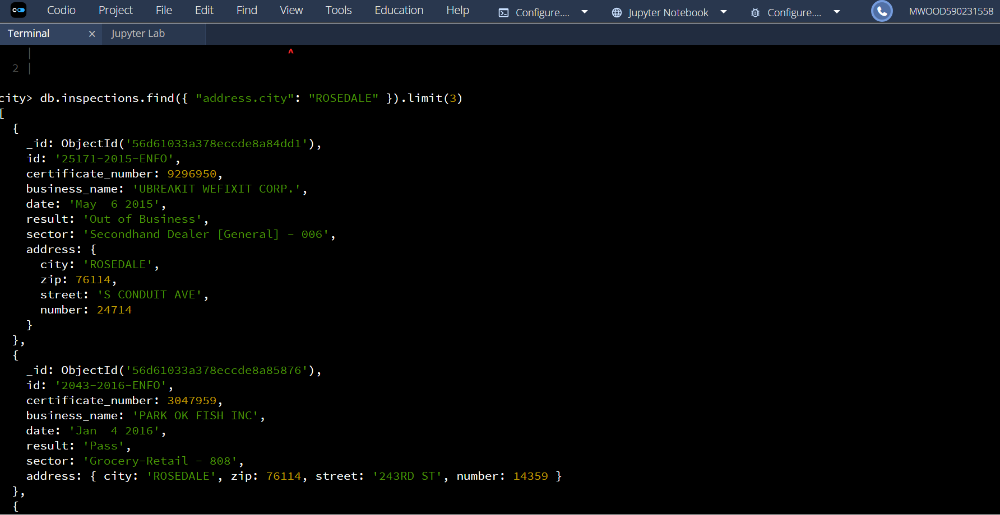 Codio Project File Edit Find View Tools Education Help Configure.... Jupyter Notebook Configure.... MWOOD590231558
Terminal × Jupyter Lab
| ^
2 |
city> db.inspections.find({ "address.city": "ROSEDALE" }).limit(3)
[
{
_id: ObjectId('56d61033a378eccde8a84dd1'),
id: '25171-2015-ENFO',
certificate_number: 9296950,
business_name: 'UBREAKIT WEFIXIT CORP.',
date: 'May  6 2015',
result: 'Out of Business',
sector: 'Secondhand Dealer [General] - 006',
address: {
city: 'ROSEDALE',
zip: 76114,
street: 'S CONDUIT AVE',
number: 24714
}
},
{
_id: ObjectId('56d61033a378eccde8a85876'),
id: '2043-2016-ENFO',
certificate_number: 3047959,
business_name: 'PARK OK FISH INC',
date: 'Jan  4 2016',
result: 'Pass',
sector: 'Grocery-Retail - 808',
address: { city: 'ROSEDALE', zip: 76114, street: '243RD ST', number: 14359 }
},
{